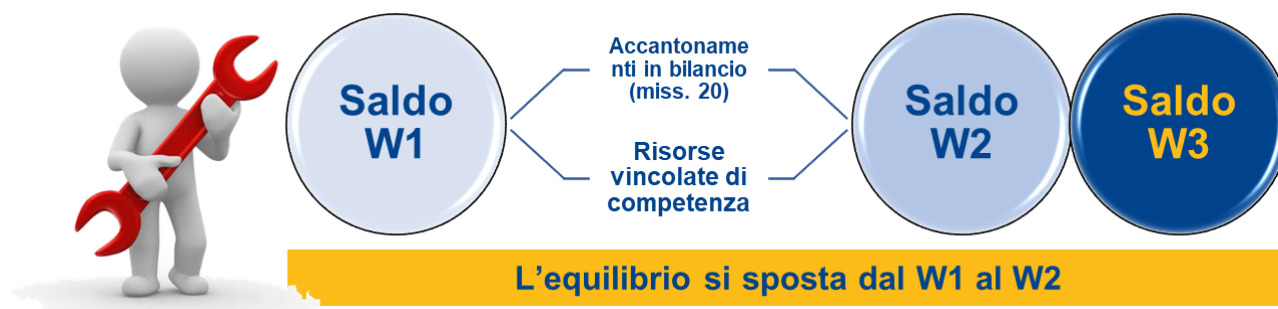 Saldo
W1
Accantoname
nti in bilancio
(miss. 20)
Risorse
vincolate di
competenza
Saldo
W2
Saldo
W3
L’equilibrio si sposta dal W1 al W2